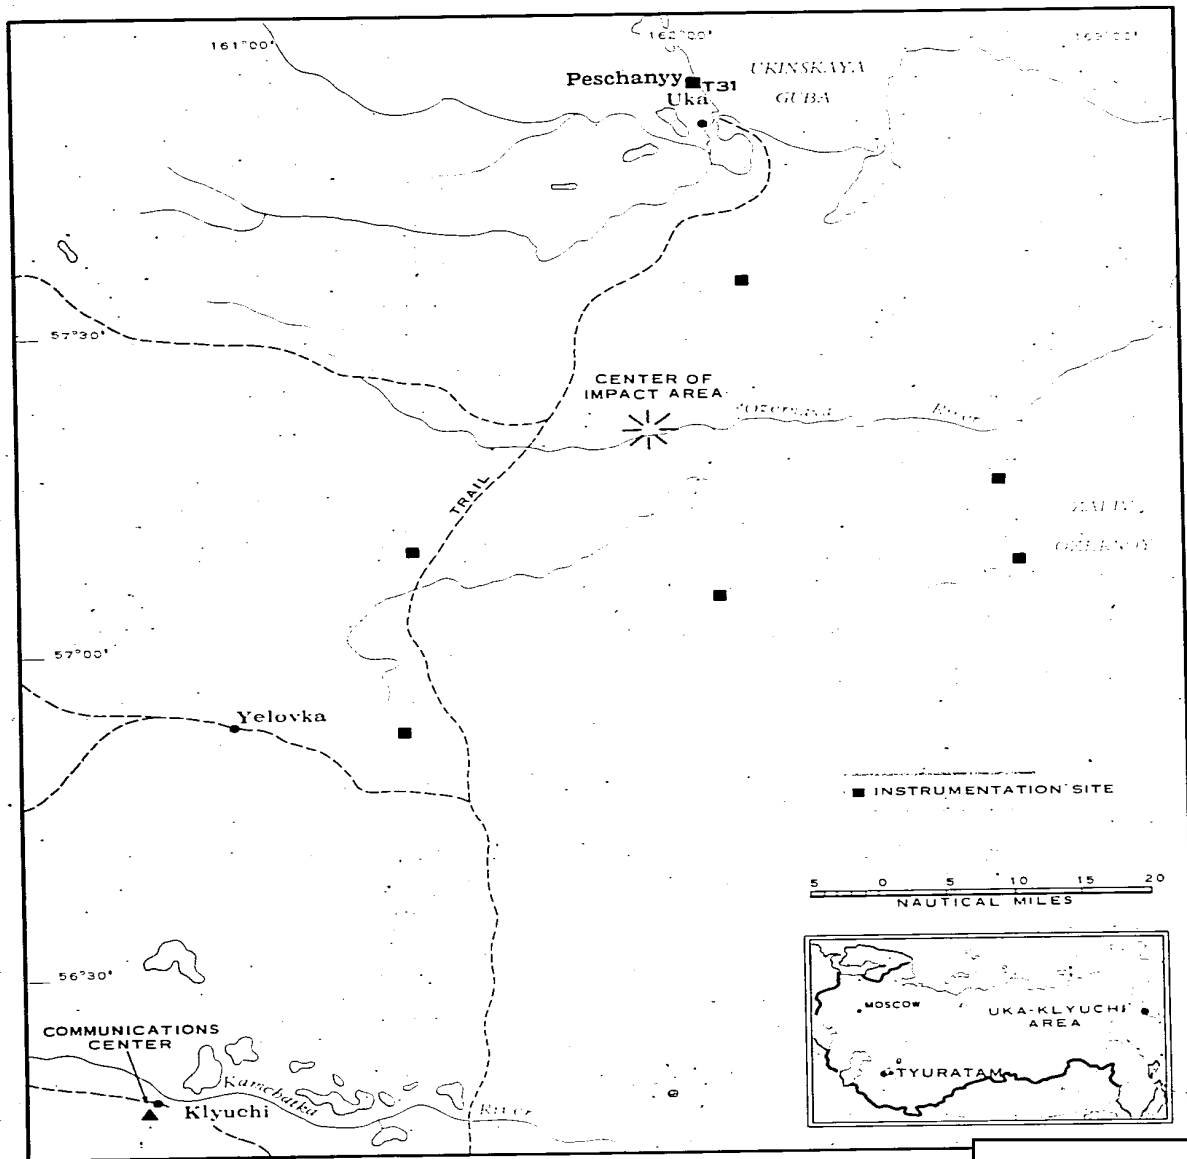 161°00'
162°00'
163°00'
Peschanyy
T31
UKINSKAYA
GUBA
Uka
57°30'
CENTER OF
IMPACT AREA
River
TRAIL
57°00'
Yelovka
INSTRUMENTATION SITE
5 0 5 10 15 20
NAUTICAL MILES
56°30'
COMMUNICATIONS
CENTER
Klyuchi
Kamchatka
River
MOSCOW
UKA-KLYUCHI
AREA
TYURATAM